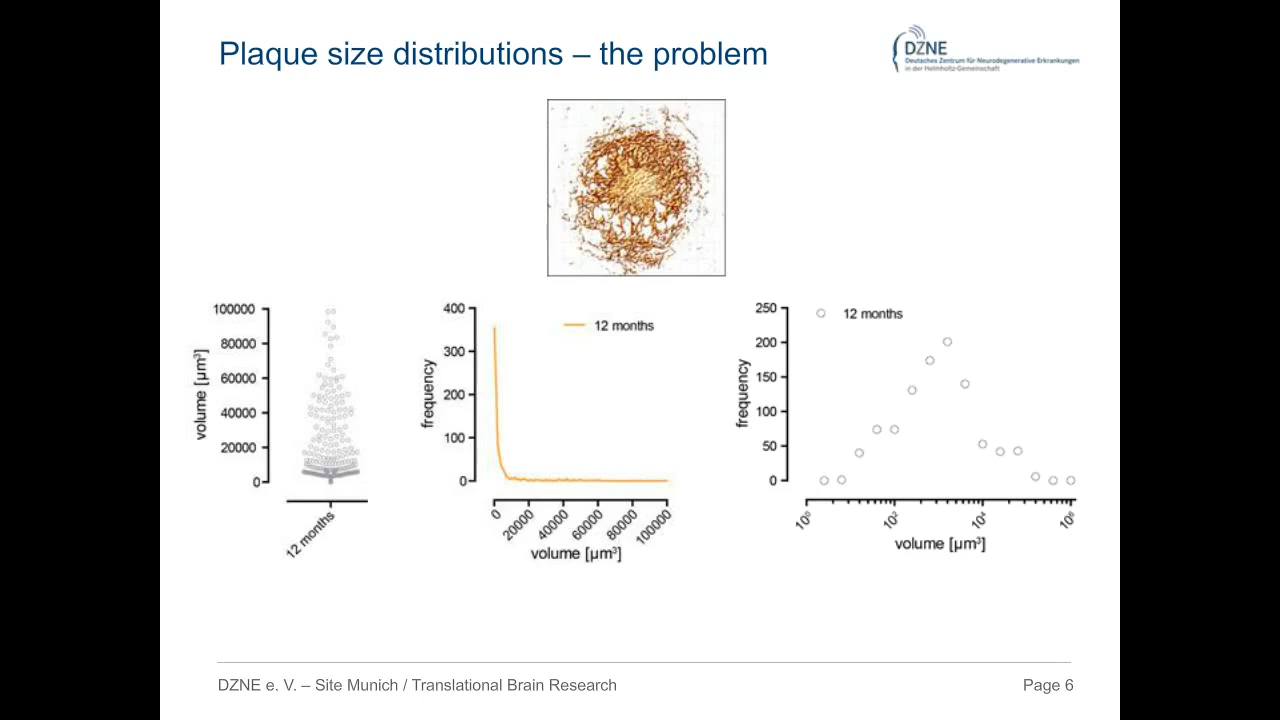 Plaque size distributions – the problem
DZNE
Deutsches Zentrum für Neurodegenerative Erkrankungen
in der Helmholtz-Gemeinschaft
100000
80000
60000
40000
20000
0
volume [µm³]
12 months
400
300
200
100
0
frequency
12 months
0
20000
40000
60000
80000
100000
volume [µm³]
250
200
150
100
50
0
frequency
12 months
10⁰
10²
10⁴
10⁶
volume [µm³]
DZNE e. V. – Site Munich / Translational Brain Research
Page 6